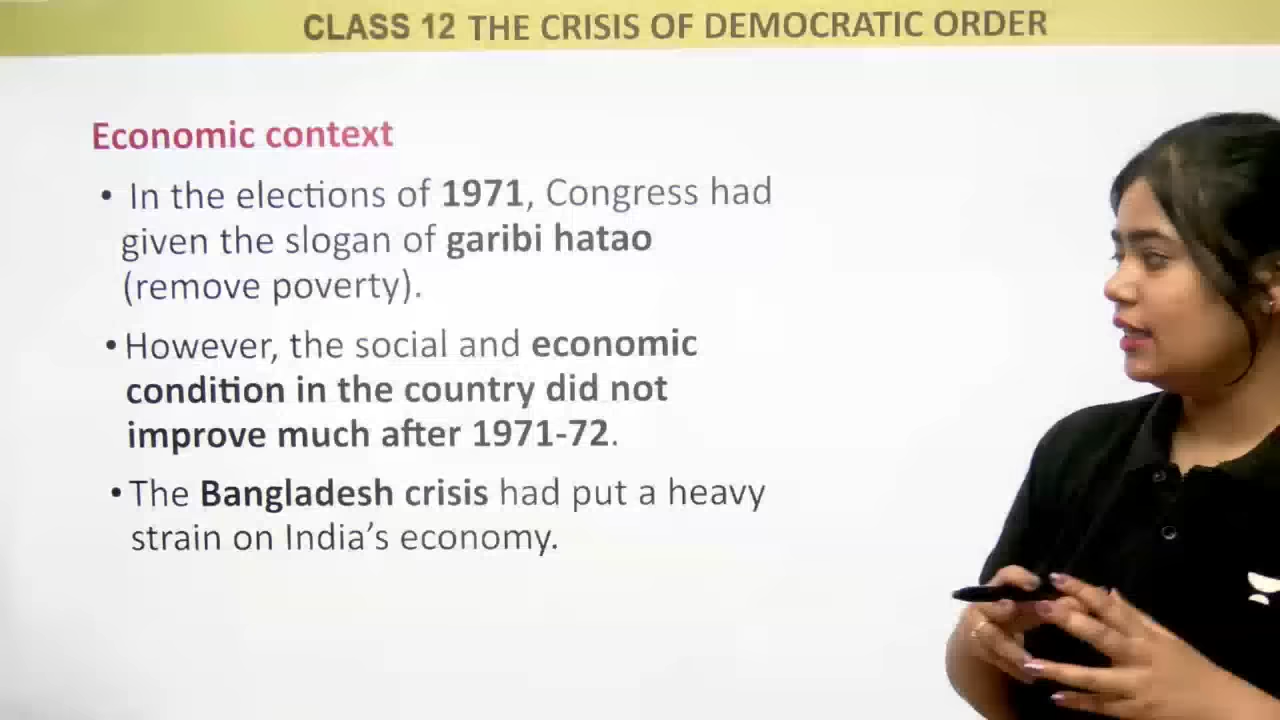 CLASS 12 THE CRISIS OF DEMOCRATIC ORDER
Economic context
• In the elections of 1971, Congress had
given the slogan of garibi hatao
(remove poverty).
• However, the social and economic
condition in the country did not
improve much after 1971-72.
• The Bangladesh crisis had put a heavy
strain on India’s economy.